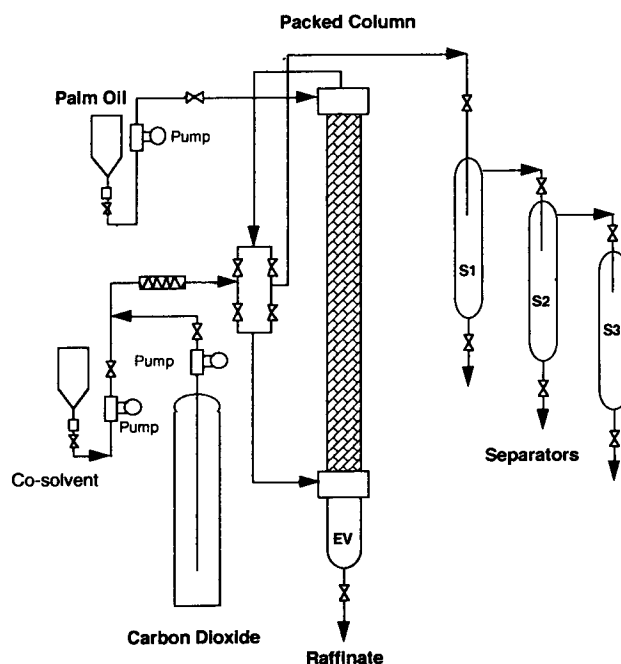 Packed Column
Palm Oil
Pump
S1
S2
S3
Pump
Pump
Co-solvent
Separators
EV
Carbon Dioxide
Raffinate